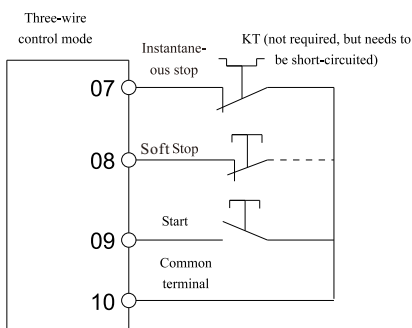 Three-wire
control mode
Instantane-
ous stop
KT (not required, but needs to
be short-circuited)
07
08
Soft Stop
09
Start
Common
terminal
10